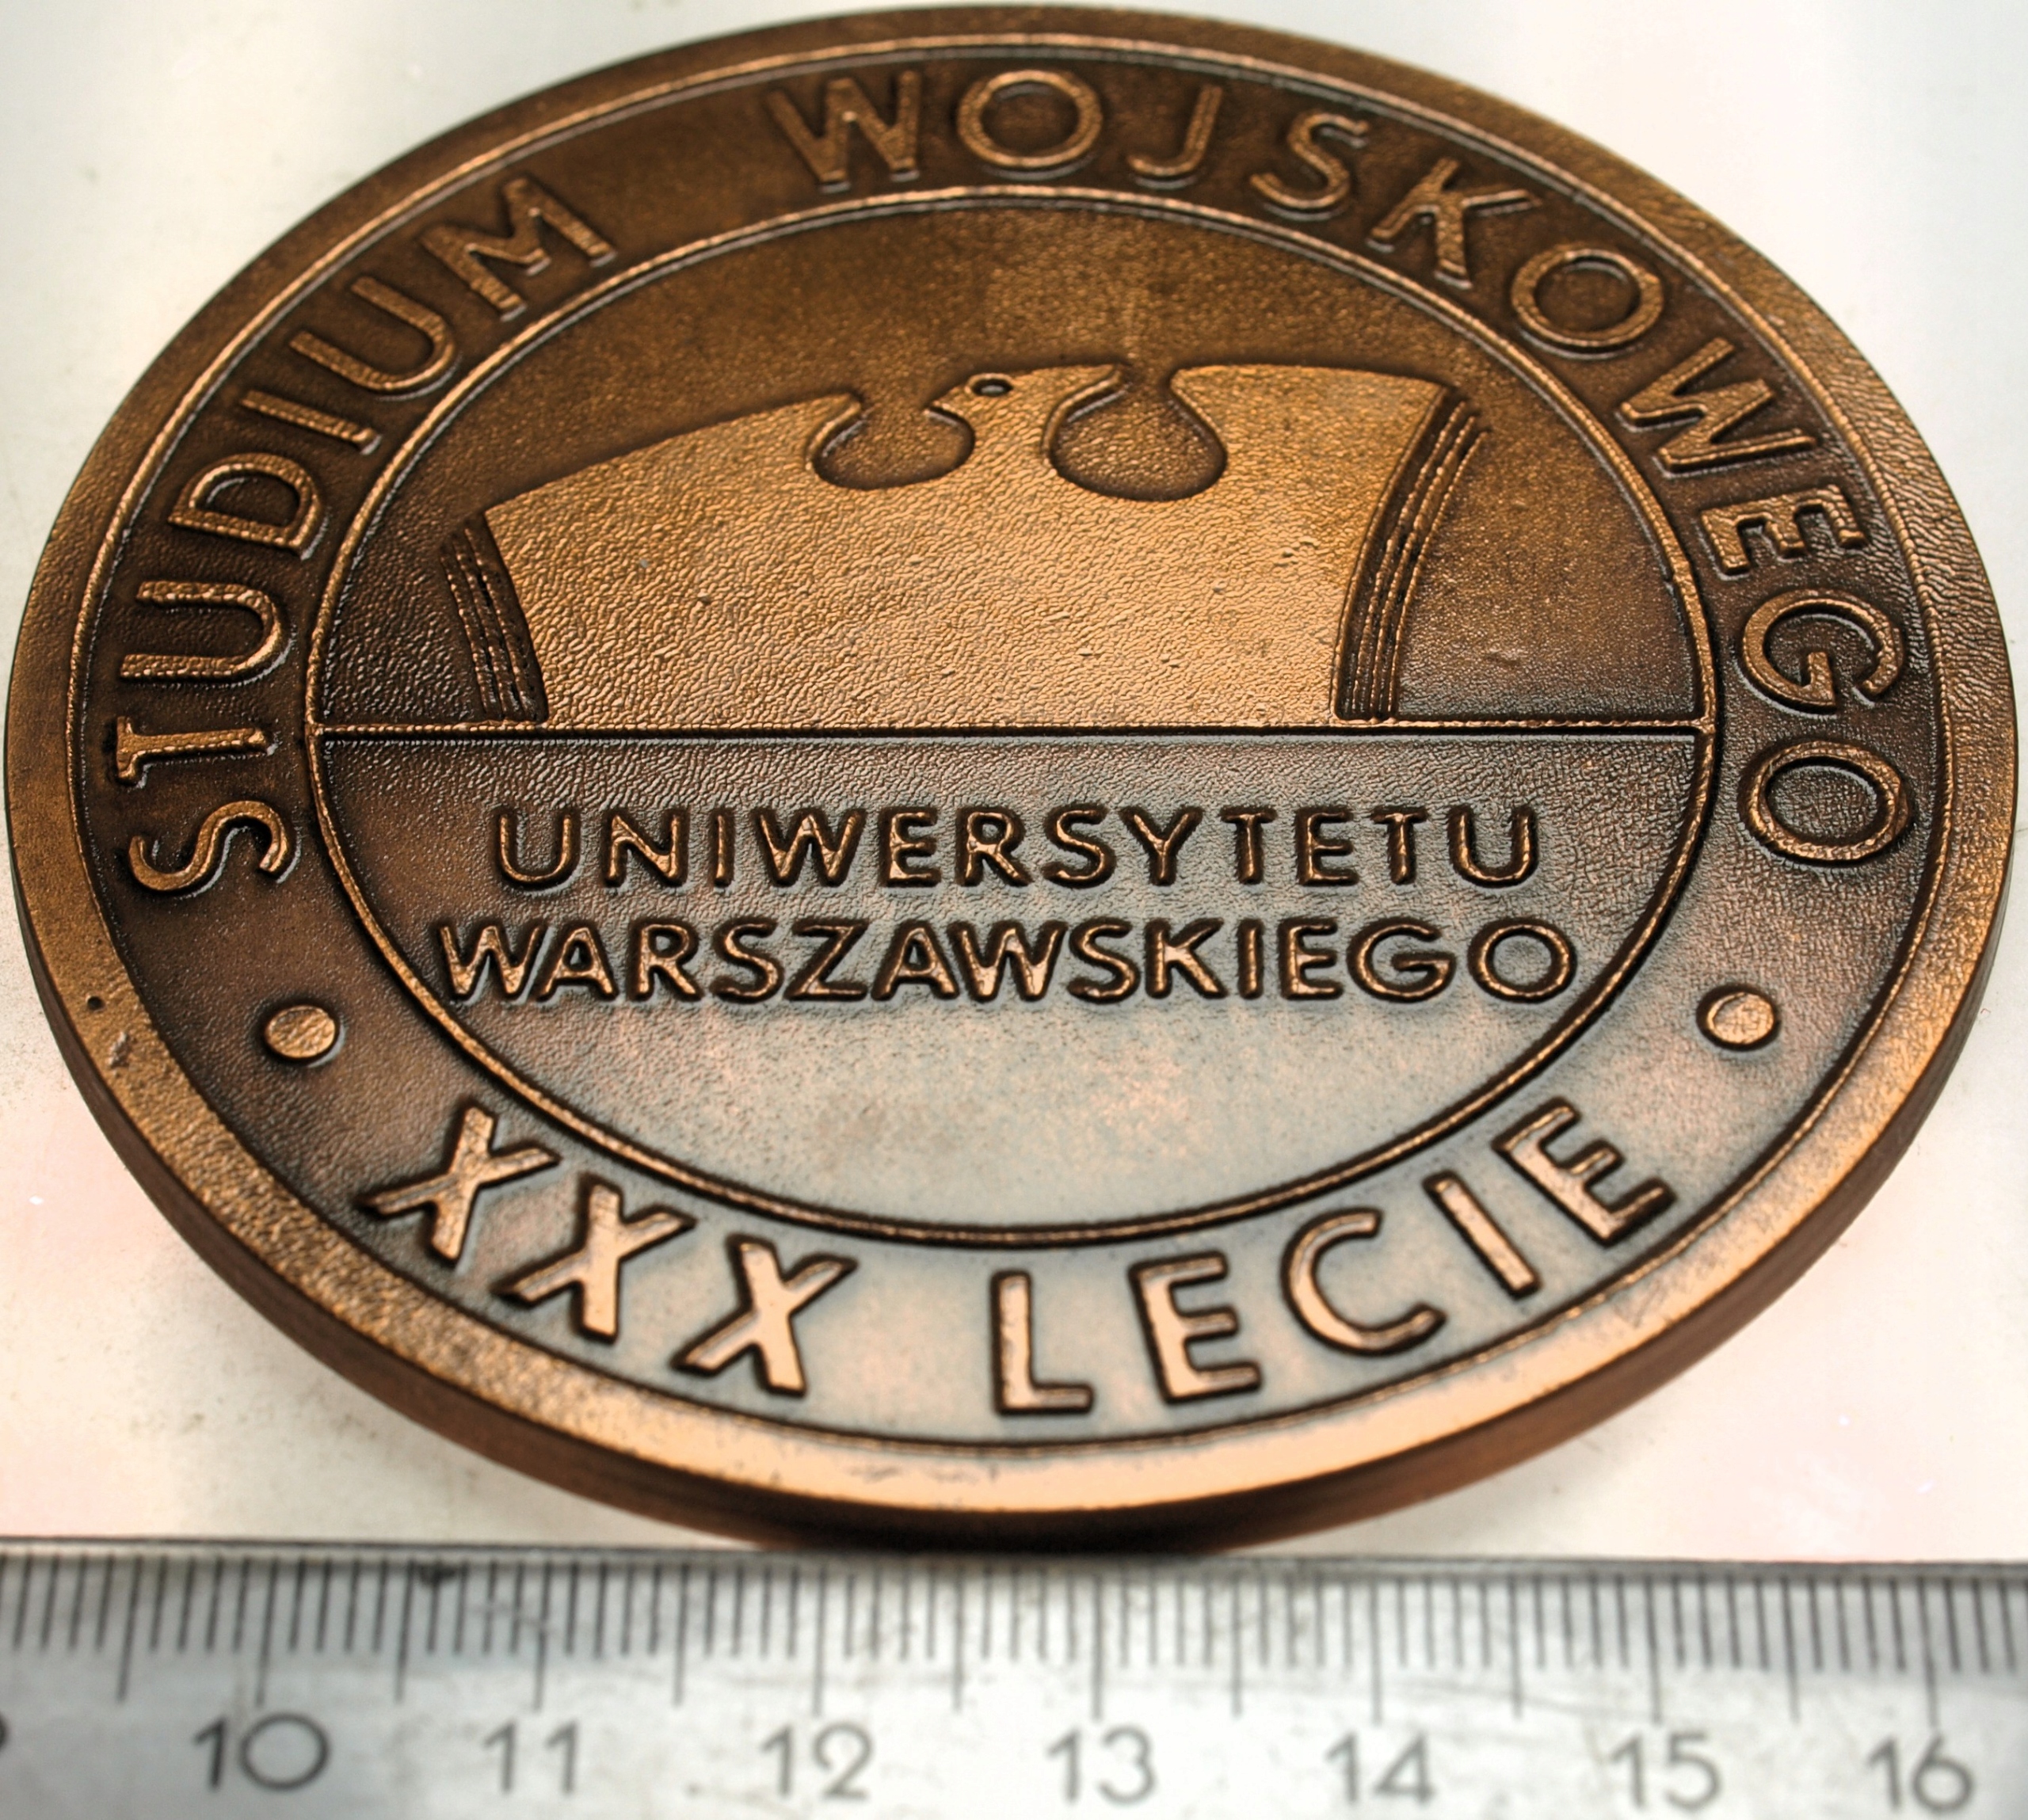 STUDIUM WOJSKOWEGO
UNIWERSYTETU
WARSZAWSKIEGO
• XXX LECIE •
10 11 12 13 14 15 16